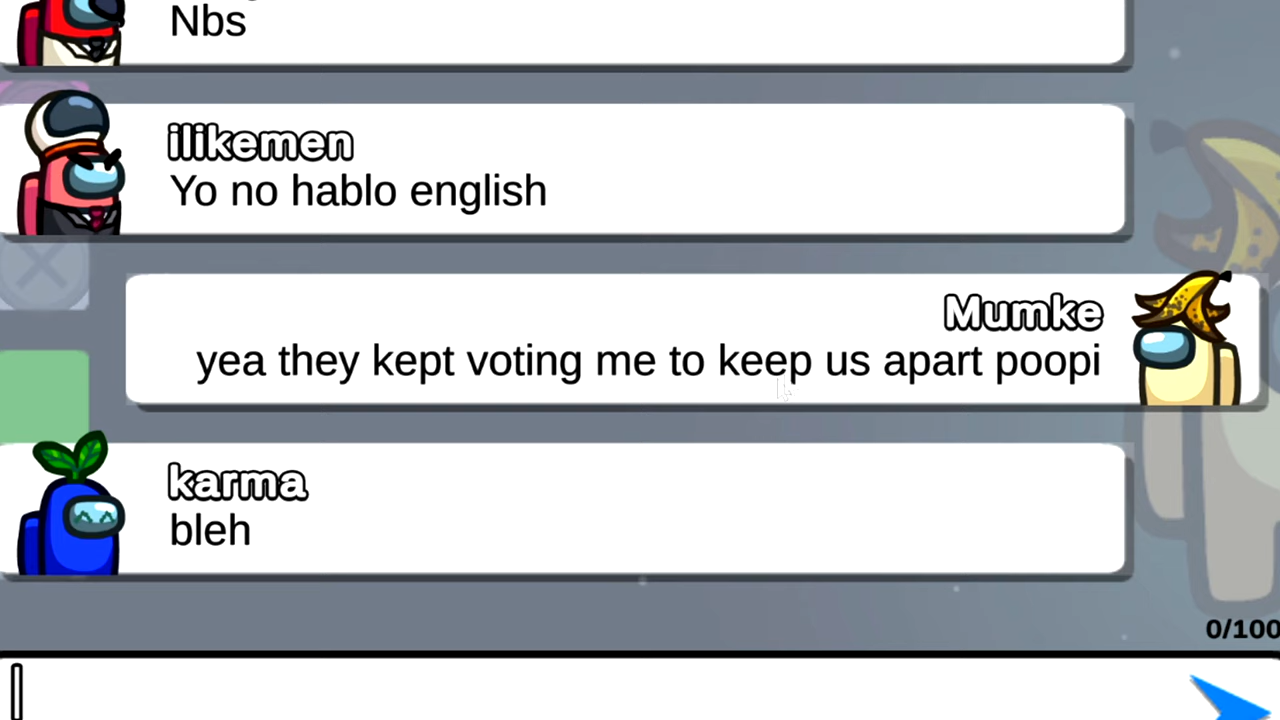 Nbs
ilikemen
Yo no hablo english
Mumke
yea they kept voting me to keep us apart poopi
karma
bleh
0/100